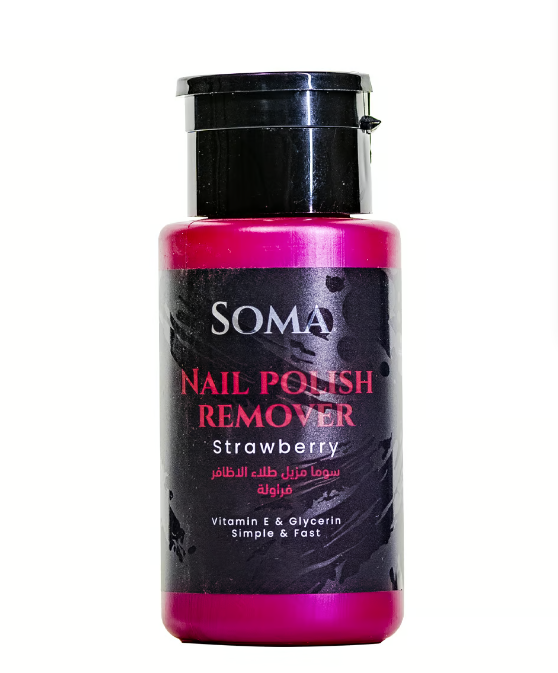 SOMA
NAIL POLISH
REMOVER
Strawberry
سوما مزيل طلاء الاظافر
فراولة
Vitamin E & Glycerin
Simple & Fast